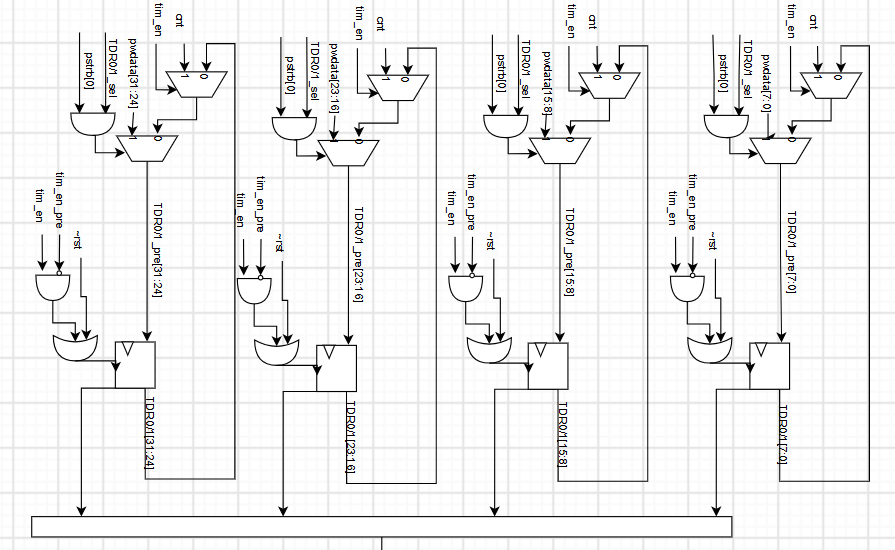 tim_en
cnt
1
0
pstrb[0]
TDR0/1_sel
pwdata[31:24]
1
0
tim_en
tim_en_pre
~rst
TDR0/1_pre[31:24]
TDR0/1[31:24]
tim_en
cnt
1
0
pstrb[0]
TDR0/1_sel
pwdata[23:16]
1
0
tim_en
tim_en_pre
~rst
TDR0/1_pre[23:16]
TDR0/1[23:16]
tim_en
cnt
1
0
pstrb[0]
TDR0/1_sel
pwdata[15:8]
1
0
tim_en
tim_en_pre
~rst
TDR0/1_pre[15:8]
TDR0/1[15:8]
tim_en
cnt
1
0
pstrb[0]
TDR0/1_sel
pwdata[7:0]
1
0
tim_en
tim_en_pre
~rst
TDR0/1_pre[7:0]
TDR0/1[7:0]